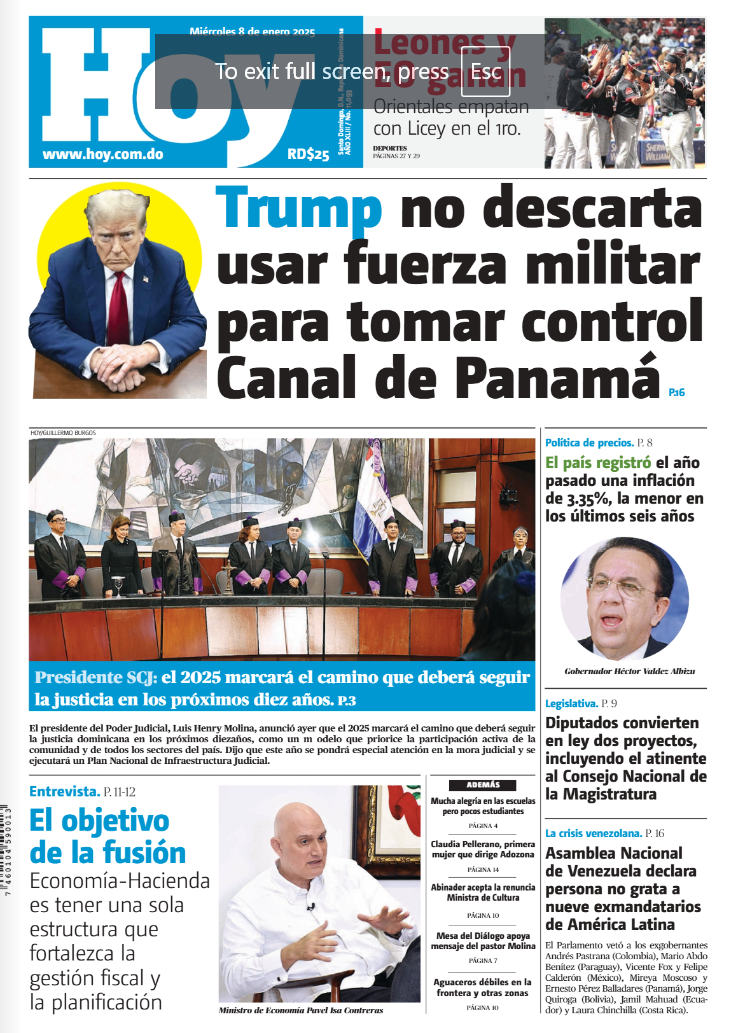 Miércoles 8 de enero 2025
Hoy
www.hoy.com.do
RD$25
AÑO XLIII / No.
To exit full screen, press Esc
Leones y
EO ganan
Orientales empatan
con Licey en el 1ro.
DEPORTES
PÁGINAS 27 Y 29
Trump no descarta
usar fuerza militar
para tomar control
Canal de Panamá P.16
HOY/GUILLERMO BURGOS
Presidente SCJ: el 2025 marcará el camino que deberá seguir
la justicia en los próximos diez años. P.3
El presidente del Poder Judicial, Luis Henry Molina, anunció ayer que el 2025 marcará el camino que deberá seguir
la justicia dominicana en los próximos diezaños, como un m odelo que priorice la participación activa de la
comunidad y de todos los sectores del país. Dijo que este año se pondrá especial atención en la mora judicial y se
ejecutará un Plan Nacional de Infraestructura Judicial.
Política de precios. P. 8
El país registró el año
pasado una inflación
de 3.35%, la menor en
los últimos seis años
Gobernador Héctor Valdez Albizu
Legislativa. P. 9
Diputados convierten
en ley dos proyectos,
incluyendo el atinente
al Consejo Nacional de
la Magistratura
La crisis venezolana. P. 16
Asamblea Nacional
de Venezuela declara
persona no grata a
nueve exmandatarios
de América Latina
El Parlamento vetó a los exgobernantes
Andrés Pastrana (Colombia), Mario Abdo
Benítez (Paraguay), Vicente Fox y Felipe
Calderón (México), Mireya Moscoso y
Ernesto Pérez Balladares (Panamá), Jorge
Quiroga (Bolivia), Jamil Mahuad (Ecua-
dor) y Laura Chinchilla (Costa Rica).
Entrevista. P. 11-12
El objetivo
de la fusión
Economía-Hacienda
es tener una sola
estructura que
fortalezca la
gestión fiscal y
la planificación
Ministro de Economía Pavel Isa Contreras
ADEMÁS
Mucha alegría en las escuelas
pero pocos estudiantes
PÁGINA 4
Claudia Pellerano, primera
mujer que dirige Adozona
PÁGINA 14
Abinader acepta la renuncia
Ministra de Cultura
PÁGINA 10
Mesa del Diálogo apoya
mensaje del pastor Molina
PÁGINA 7
Aguaceros débiles en la
frontera y otras zonas
PÁGINA 10
7 460104 590013